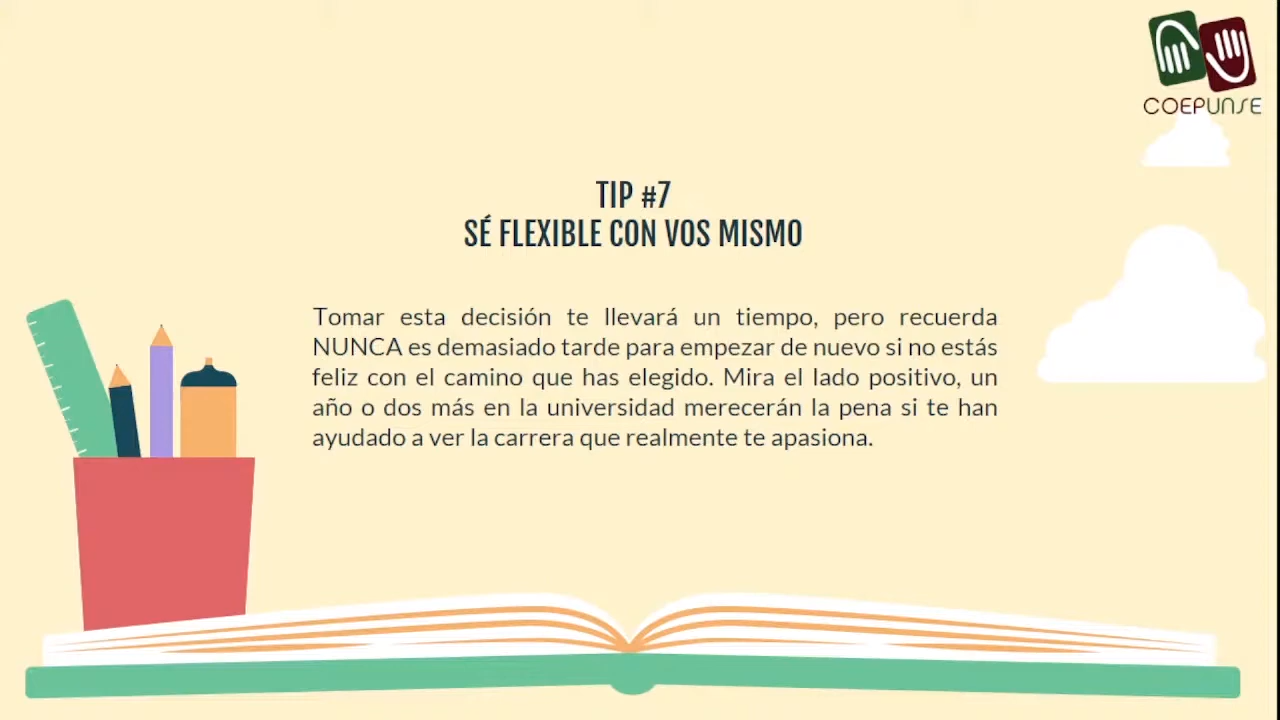 COEPUNSE
TIP #7
SÉ FLEXIBLE CON VOS MISMO
Tomar esta decisión te llevará un tiempo, pero recuerda
NUNCA es demasiado tarde para empezar de nuevo si no estás
feliz con el camino que has elegido. Mira el lado positivo, un
año o dos más en la universidad merecerán la pena si te han
ayudado a ver la carrera que realmente te apasiona.